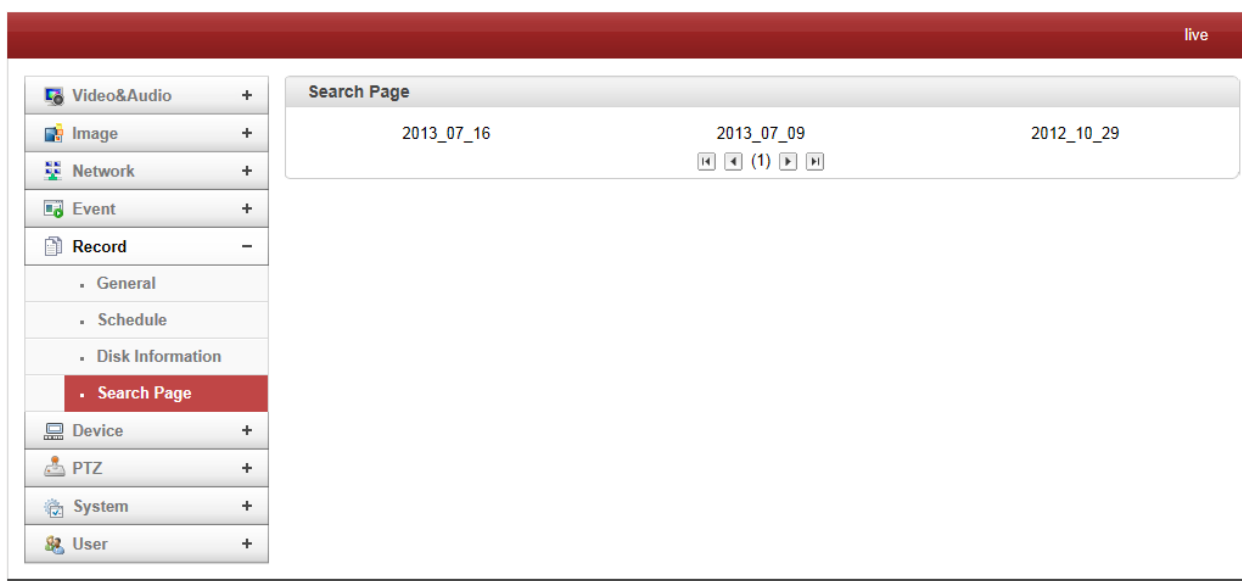 live
Video&Audio +
Search Page
Image +
2013_07_16 2013_07_09 2012_10_29
(1)
Network +
Event +
Record -
General
Schedule
Disk Information
Search Page
Device +
PTZ +
System +
User +